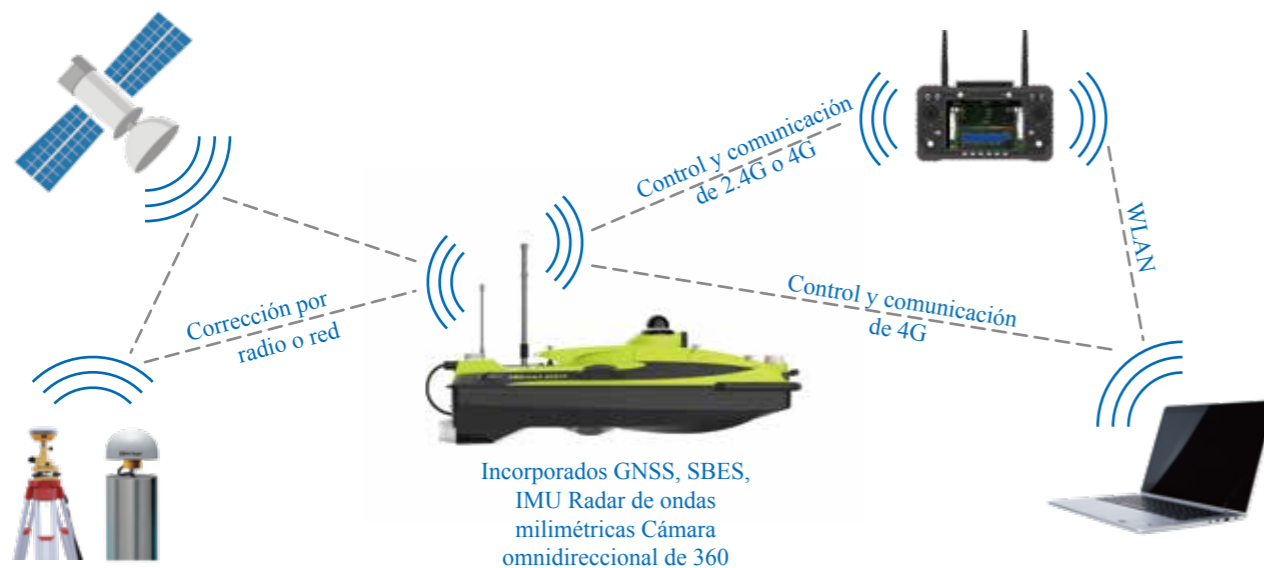 Control y comunicación
de 2.4G o 4G
WLAN
Control y comunicación
de 4G
Corrección por
radio o red
Incorporados GNSS, SBES,
IMU Radar de ondas
milimétricas Cámara
omnidireccional de 360